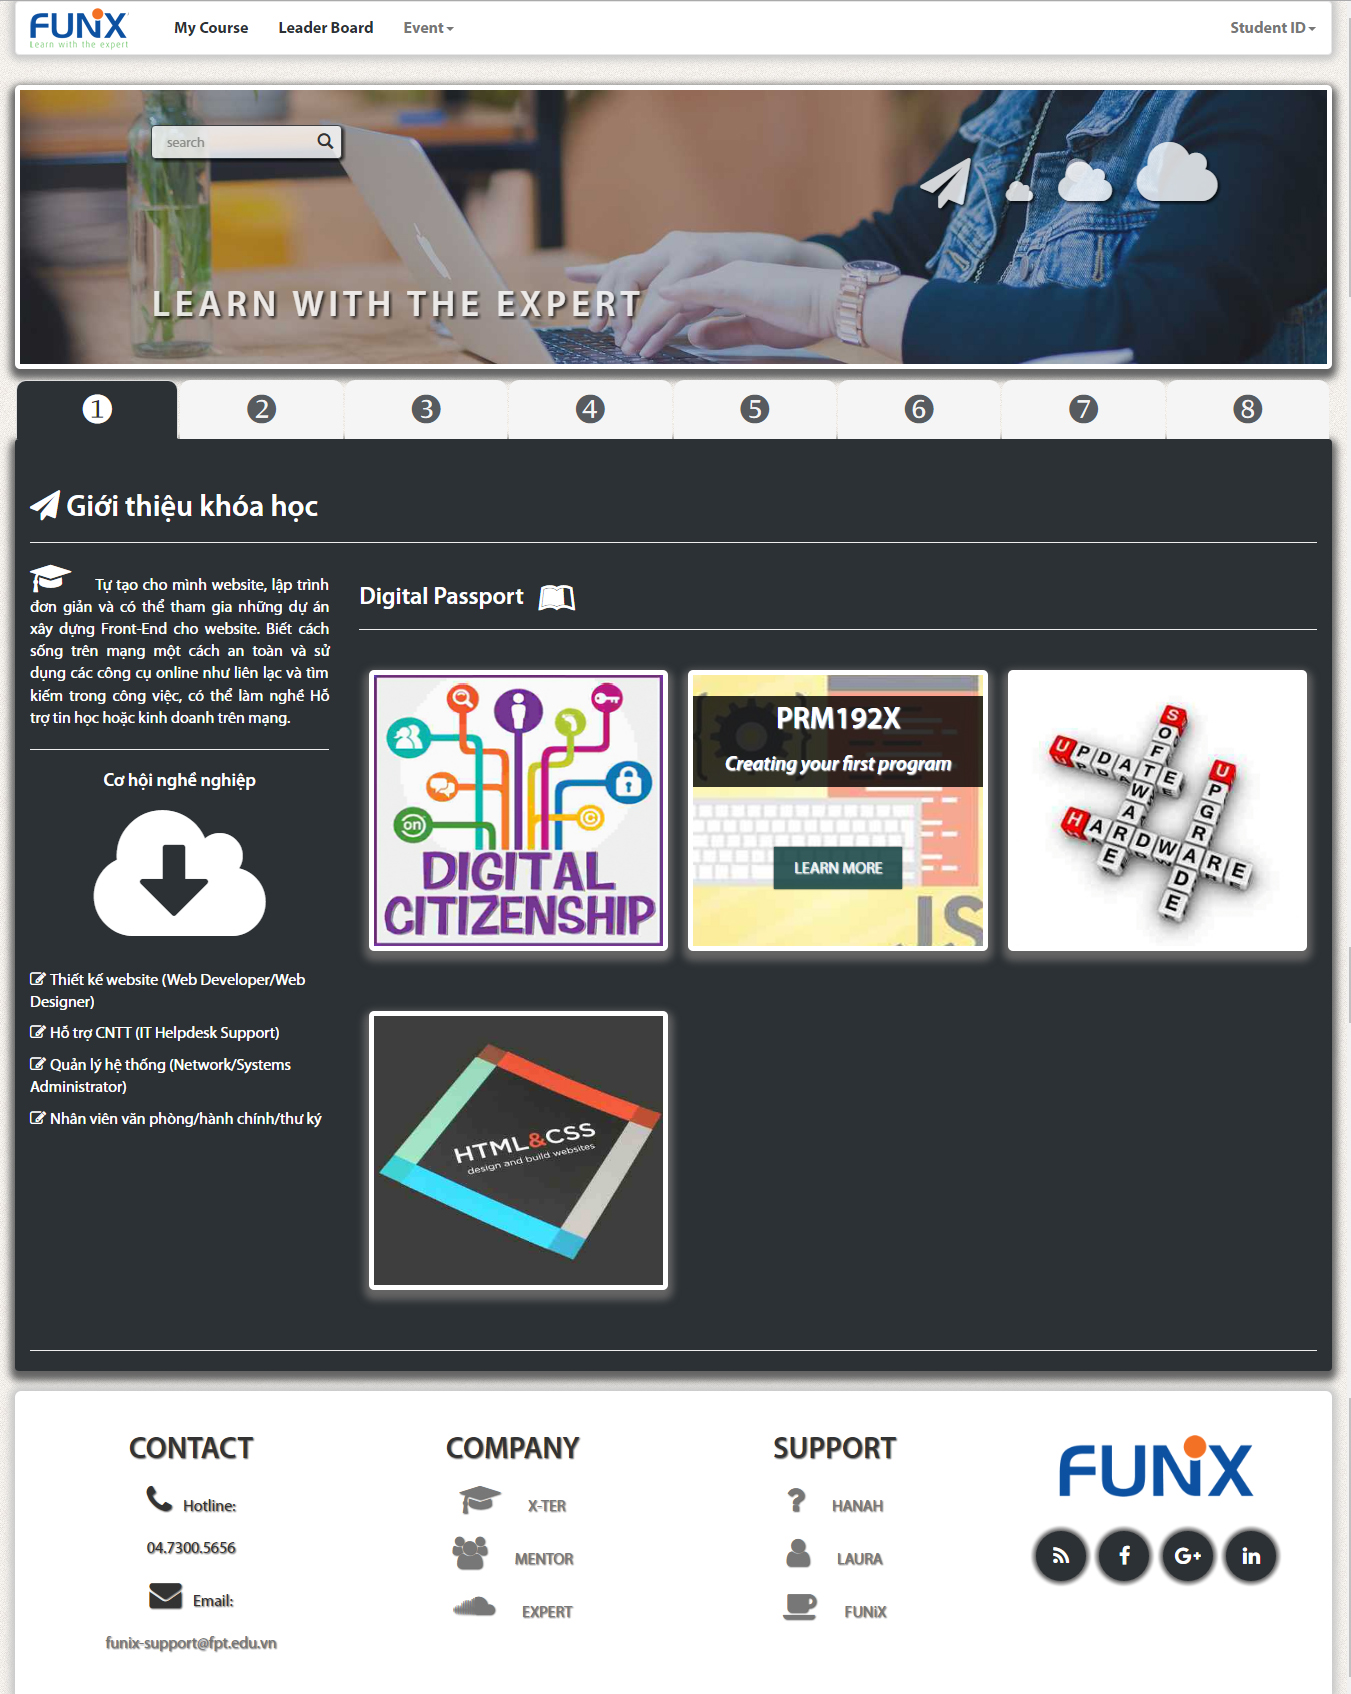 FUNiX
Learn with the expert
My Course
Leader Board
Event
Student ID
search
LEARN WITH THE EXPERT
1
2
3
4
5
6
7
8
Giới thiệu khóa học
Tự tạo cho mình website, lập trình
đơn giản và có thể tham gia những dự án
xây dựng Front-End cho website. Biết cách
sống trên mạng một cách an toàn và sử
dụng các công cụ online như liên lạc và tìm
kiếm trong công việc, có thể làm nghề Hỗ
trợ tin học hoặc kinh doanh trên mạng.
Cơ hội nghề nghiệp
Thiết kế website (Web Developer/Web
Designer)
Hỗ trợ CNTT (IT Helpdesk Support)
Quản lý hệ thống (Network/Systems
Administrator)
Nhân viên văn phòng/hành chính/thư ký
Digital Passport
on
©
DIGITAL
CITIZENSHIP
PRM192X
Creating your first program
LEARN MORE
JS
SOFTWARE
UPDATE
UPGRADE
HARDWARE
HTML&CSS
design and build websites
CONTACT
Hotline:
04.7300.5656
Email:
funix-support@fpt.edu.vn
COMPANY
X-TER
MENTOR
EXPERT
SUPPORT
?
HANAH
LAURA
FUNiX
FUNiX
f
G+
in